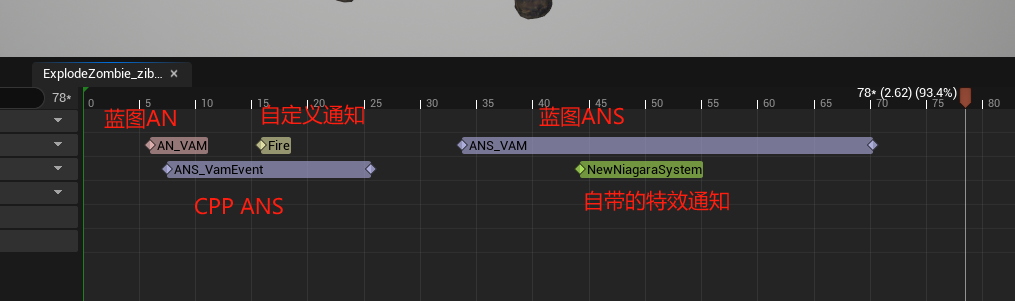 ExplodeZombie_zib... ×
78* 0 5 10 15 20 25 30 35 40 45 50 55 60 65 70 75 80
78* (2.62) (93.4%)
蓝图AN 自定义通知 蓝图ANS
AN_VAM Fire ANS_VAM
ANS_VamEvent NewNiagaraSystem
CPP ANS 自带的特效通知